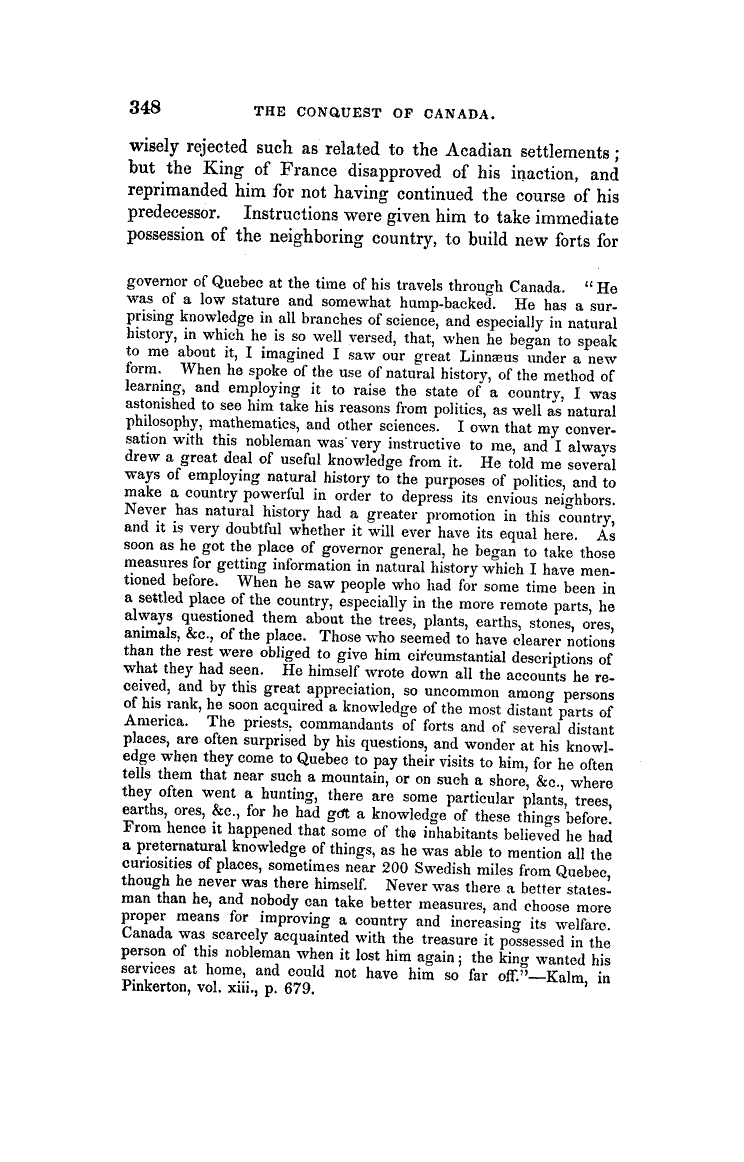 348 THE CONQUEST OF CANADA.
wisely rejected such as related to the Acadian settlements;
but the King of France disapproved of his inaction, and
reprimanded him for not having continued the course of his
predecessor. Instructions were given him to take immediate
possession of the neighboring country, to build new forts for
governor of Quebec at the time of his travels through Canada. "He
was of a low stature and somewhat hump-backed. He has a sur-
prising knowledge in all branches of science, and especially in natural
history, in which he is so well versed, that, when he began to speak
to me about it, I imagined I saw our great Linnæus under a new
form. When he spoke of the use of natural history, of the method of
learning, and employing it to raise the state of a country, I was
astonished to see him take his reasons from politics, as well as natural
philosophy, mathematics, and other sciences. I own that my conver-
sation with this nobleman was very instructive to me, and I always
drew a great deal of useful knowledge from it. He told me several
ways of employing natural history to the purposes of politics, and to
make a country powerful in order to depress its envious neighbors.
Never has natural history had a greater promotion in this country,
and it is very doubtful whether it will ever have its equal here. As
soon as he got the place of governor general, he began to take those
measures for getting information in natural history which I have men-
tioned before. When he saw people who had for some time been in
a settled place of the country, especially in the more remote parts, he
always questioned them about the trees, plants, earths, stones, ores,
animals, &c., of the place. Those who seemed to have clearer notions
than the rest were obliged to give him circumstantial descriptions of
what they had seen. He himself wrote down all the accounts he re-
ceived, and by this great appreciation, so uncommon among persons
of his rank, he soon acquired a knowledge of the most distant parts of
America. The priests, commandants of forts and of several distant
places, are often surprised by his questions, and wonder at his knowl-
edge when they come to Quebec to pay their visits to him, for he often
tells them that near such a mountain, or on such a shore, &c., where
they often went a hunting, there are some particular plants, trees,
earths, ores, &c., for he had got a knowledge of these things before.
From hence it happened that some of the inhabitants believed he had
a preternatural knowledge of things, as he was able to mention all the
curiosities of places, sometimes near 200 Swedish miles from Quebec,
though he never was there himself. Never was there a better states-
man than he, and nobody can take better measures, and choose more
proper means for improving a country and increasing its welfare.
Canada was scarcely acquainted with the treasure it possessed in the
person of this nobleman when it lost him again; the king wanted his
services at home, and could not have him so far off."—Kalm, in
Pinkerton, vol. xiii., p. 679.